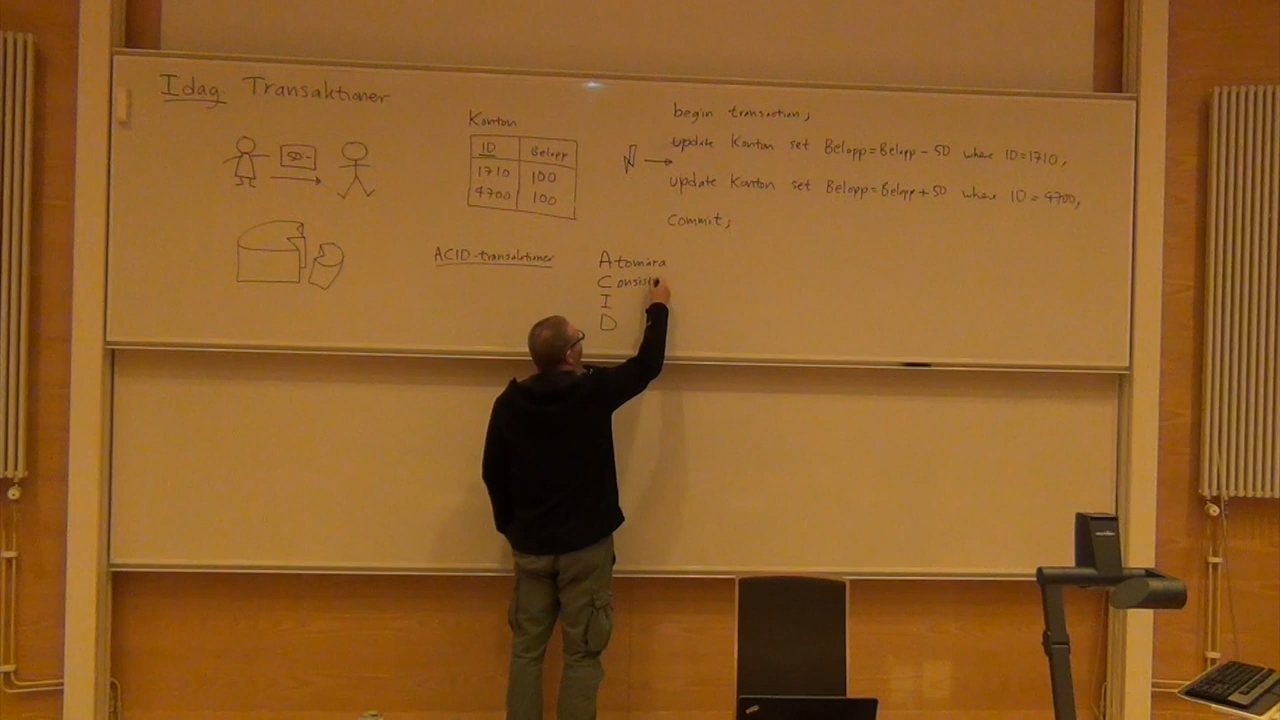 Idag Transaktioner
50:-
Konton
ID Belopp
1710 100
4700 100
begin transaction;
update Konton set Belopp=Belopp-50 where ID=1710;
update Konton set Belopp=Belopp+50 where ID=4700;
commit;
ACID-transaktioner
Atomära
Consist
I
D